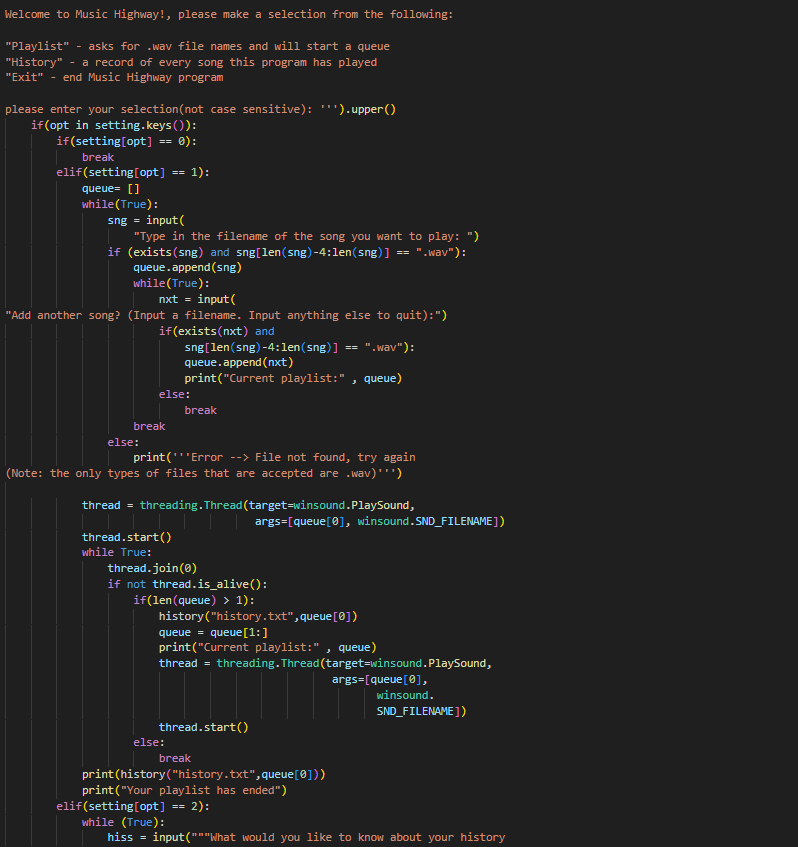 Welcome to Music Highway!, please make a selection from the following:
"Playlist" - asks for .wav file names and will start a queue
"History" - a record of every song this program has played
"Exit" - end Music Highway program
please enter your selection(not case sensitive): ''').upper()
if(opt in setting.keys()):
if(setting[opt] == 0):
break
elif(setting[opt] == 1):
queue= []
while(True):
sng = input(
"Type in the filename of the song you want to play: ")
if (exists(sng) and sng[len(sng)-4:len(sng)] == ".wav"):
queue.append(sng)
while(True):
nxt = input(
"Add another song? (Input a filename. Input anything else to quit):")
if(exists(nxt) and
sng[len(sng)-4:len(sng)] == ".wav"):
queue.append(nxt)
print("Current playlist:" , queue)
else:
break
break
else:
print('''Error --> File not found, try again
(Note: the only types of files that are accepted are .wav)''')
thread = threading.Thread(target=winsound.PlaySound,
args=[queue[0], winsound.SND_FILENAME])
thread.start()
while True:
thread.join(0)
if not thread.is_alive():
if(len(queue) > 1):
history("history.txt",queue[0])
queue = queue[1:]
print("Current playlist:" , queue)
thread = threading.Thread(target=winsound.PlaySound,
args=[queue[0],
winsound.
SND_FILENAME])
thread.start()
else:
break
print(history("history.txt",queue[0]))
print("Your playlist has ended")
elif(setting[opt] == 2):
while (True):
hiss = input("""What would you like to know about your history